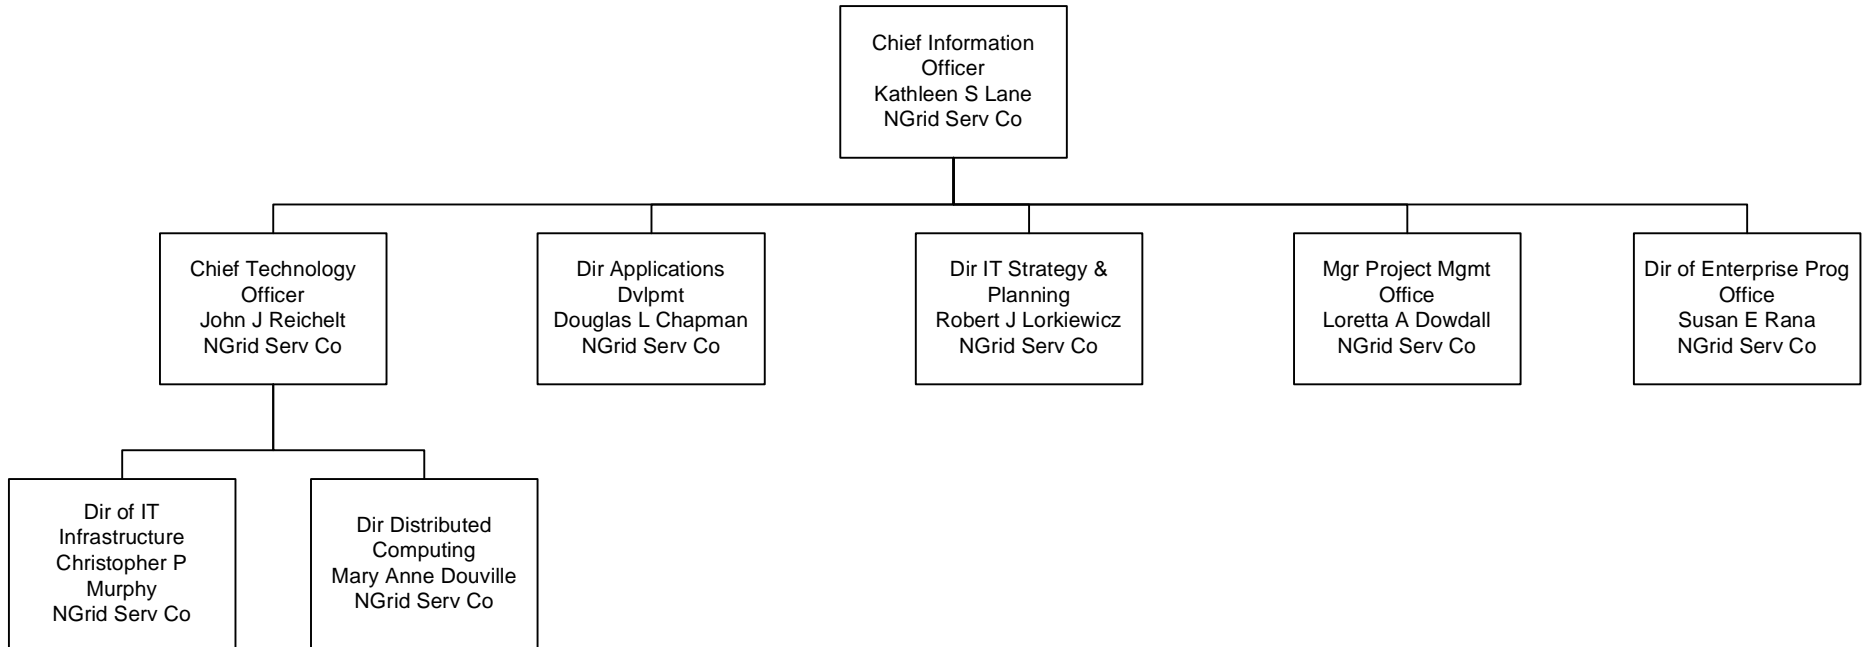 Chief Information
Officer
Kathleen S Lane
NGrid Serv Co
Chief Technology
Officer
John J Reichelt
NGrid Serv Co
Dir Applications
Dvlpmt
Douglas L Chapman
NGrid Serv Co
Dir IT Strategy &
Planning
Robert J Lorkiewicz
NGrid Serv Co
Mgr Project Mgmt
Office
Loretta A Dowdall
NGrid Serv Co
Dir of Enterprise Prog
Office
Susan E Rana
NGrid Serv Co
Dir of IT
Infrastructure
Christopher P
Murphy
NGrid Serv Co
Dir Distributed
Computing
Mary Anne Douville
NGrid Serv Co